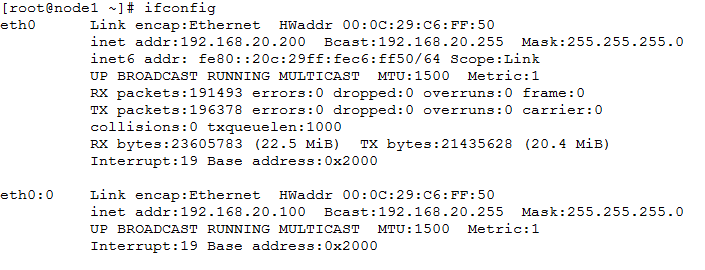 [root@node1 ~]# ifconfig
eth0      Link encap:Ethernet  HWaddr 00:0C:29:C6:FF:50
          inet addr:192.168.20.200  Bcast:192.168.20.255  Mask:255.255.255.0
          inet6 addr: fe80::20c:29ff:fec6:ff50/64 Scope:Link
          UP BROADCAST RUNNING MULTICAST  MTU:1500  Metric:1
          RX packets:191493 errors:0 dropped:0 overruns:0 frame:0
          TX packets:196378 errors:0 dropped:0 overruns:0 carrier:0
          collisions:0 txqueuelen:1000
          RX bytes:23605783 (22.5 MiB)  TX bytes:21435628 (20.4 MiB)
          Interrupt:19 Base address:0x2000
eth0:0    Link encap:Ethernet  HWaddr 00:0C:29:C6:FF:50
          inet addr:192.168.20.100  Bcast:192.168.20.255  Mask:255.255.255.0
          UP BROADCAST RUNNING MULTICAST  MTU:1500  Metric:1
          Interrupt:19 Base address:0x2000